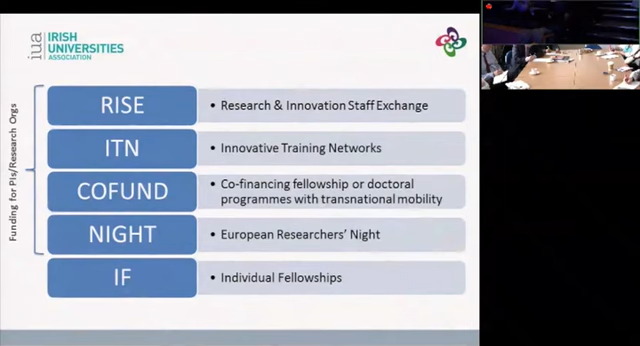 iua
IRISH
UNIVERSITIES
ASSOCIATION
Funding for PIs/Research Orgs
RISE
• Research & Innovation Staff Exchange
ITN
• Innovative Training Networks
COFUND
• Co-financing fellowship or doctoral
programmes with transnational mobility
NIGHT
• European Researchers' Night
IF
• Individual Fellowships